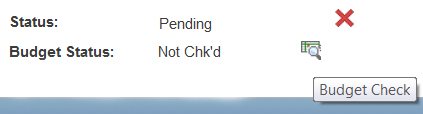 Status: Pending
Budget Status: Not Chk'd
Budget Check